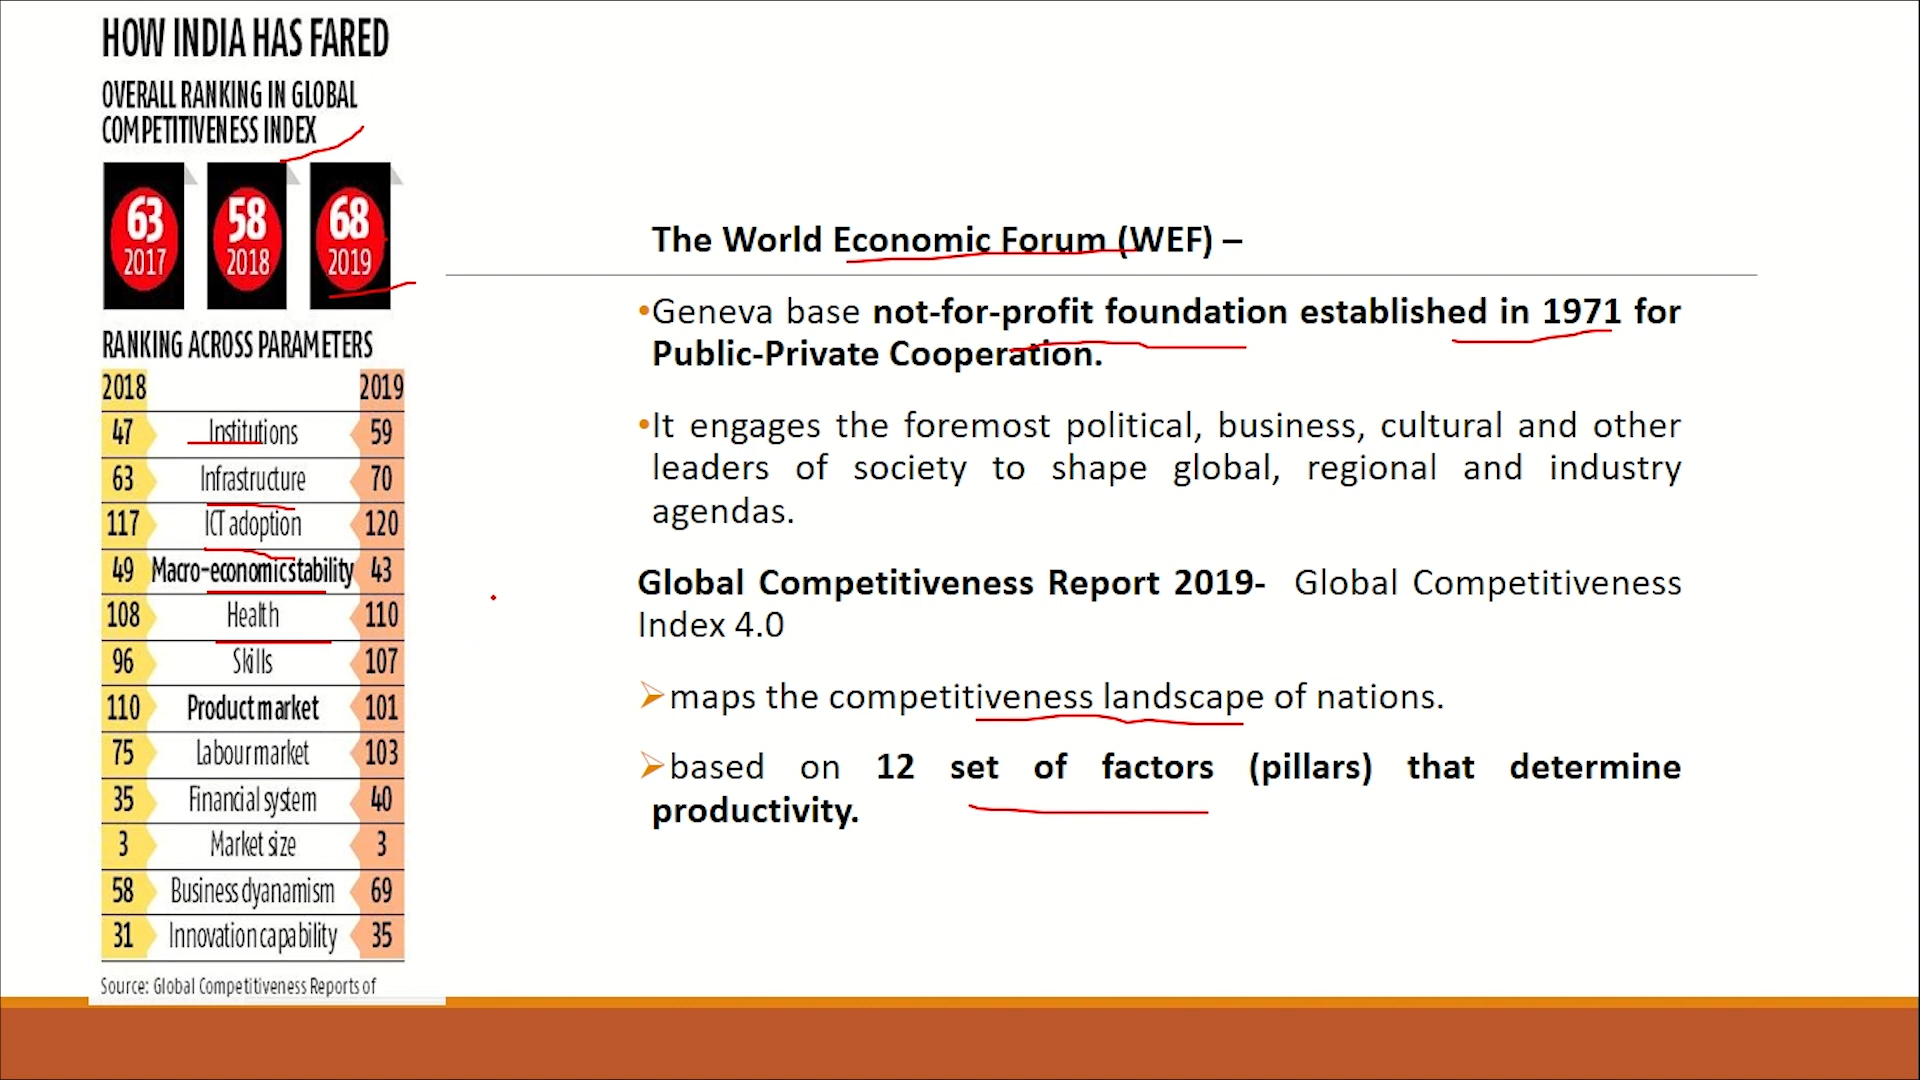 HOW INDIA HAS FARED
OVERALL RANKING IN GLOBAL
COMPETITIVENESS INDEX
63 58 68
2017 2018 2019
RANKING ACROSS PARAMETERS
2018 2019
47 Institutions 59
63 Infrastructure 70
117 ICT adoption 120
49 Macro-economic stability 43
108 Health 110
96 Skills 107
110 Product market 101
75 Labour market 103
35 Financial system 40
3 Market size 3
58 Business dyanamism 69
31 Innovation capability 35
Source: Global Competitiveness Reports of
The World Economic Forum (WEF) –
•Geneva base not-for-profit foundation established in 1971 for
Public-Private Cooperation.
•It engages the foremost political, business, cultural and other
leaders of society to shape global, regional and industry
agendas.
Global Competitiveness Report 2019- Global Competitiveness
Index 4.0
➢maps the competitiveness landscape of nations.
➢based on 12 set of factors (pillars) that determine
productivity.